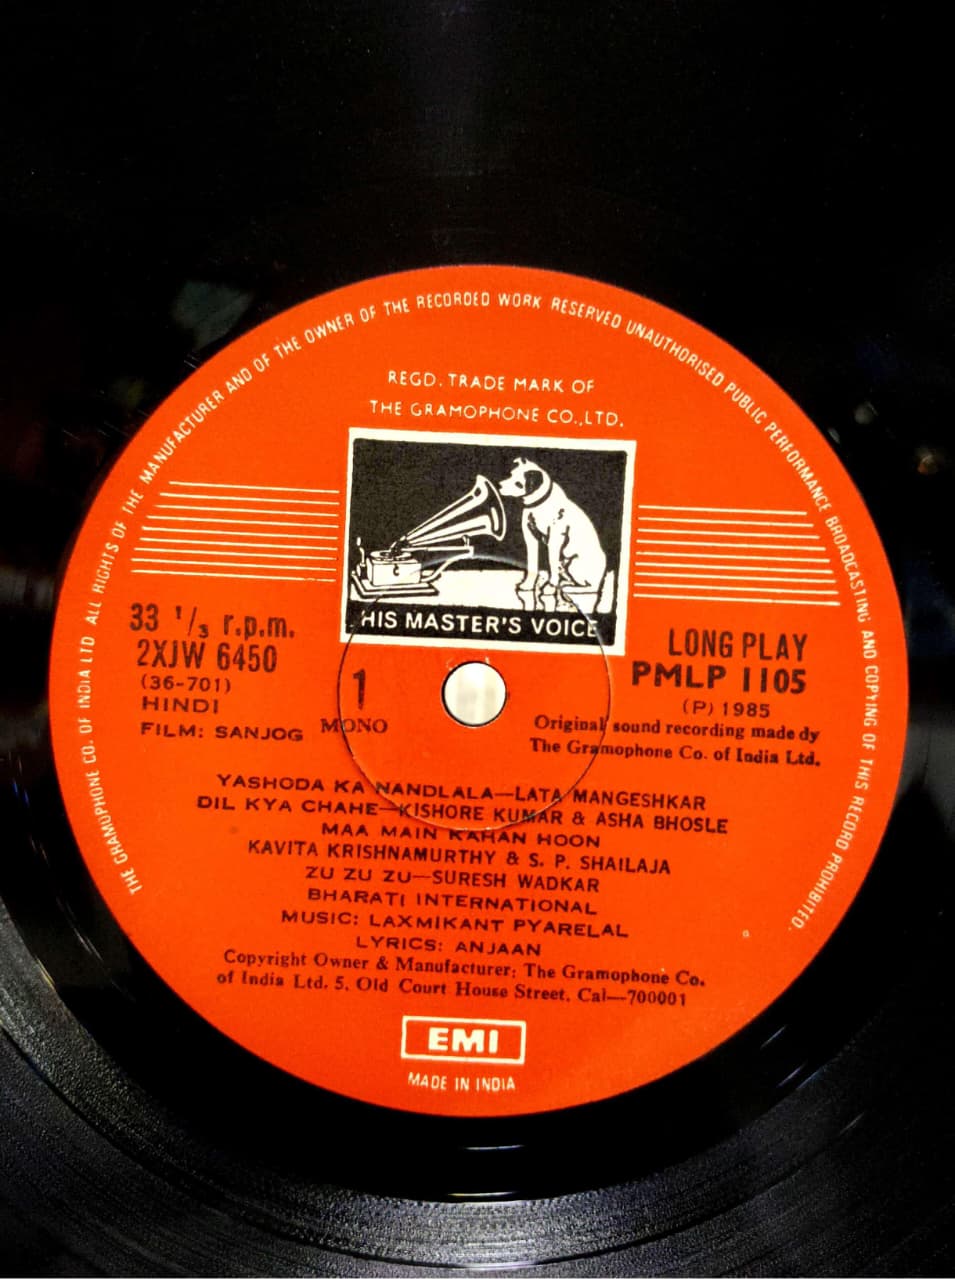 THE GRAMOPHONE CO. OF INDIA LTD ALL RIGHTS OF THE MANUFACTURER AND OF THE OWNER OF THE RECORDED WORK RESERVED UNAUTHORISED PUBLIC PERFORMANCE BROADCASTING AND COPYING OF THIS RECORD PROHIBITED.
REGD. TRADE MARK OF
THE GRAMOPHONE CO.,LTD.
HIS MASTER'S VOICE
33 1/3 r.p.m.
2XJW 6450
(36-701)
HINDI
FILM: SANJOG
1
MONO
LONG PLAY
PMLP 1105
(P) 1985
Original sound recording made dy
The Gramophone Co. of India Ltd.
YASHODA KA NANDLALA—LATA MANGESHKAR
DIL KYA CHAHE—KISHORE KUMAR & ASHA BHOSLE
MAA MAIN KAHAN HOON
KAVITA KRISHNAMURTHY & S. P. SHAILAJA
ZU ZU ZU—SURESH WADKAR
BHARATI INTERNATIONAL
MUSIC: LAXMIKANT PYARELAL
LYRICS: ANJAAN
Copyright Owner & Manufacturer: The Gramophone Co.
of India Ltd. 5, Old Court House Street, Cal—700001
EMI
MADE IN INDIA